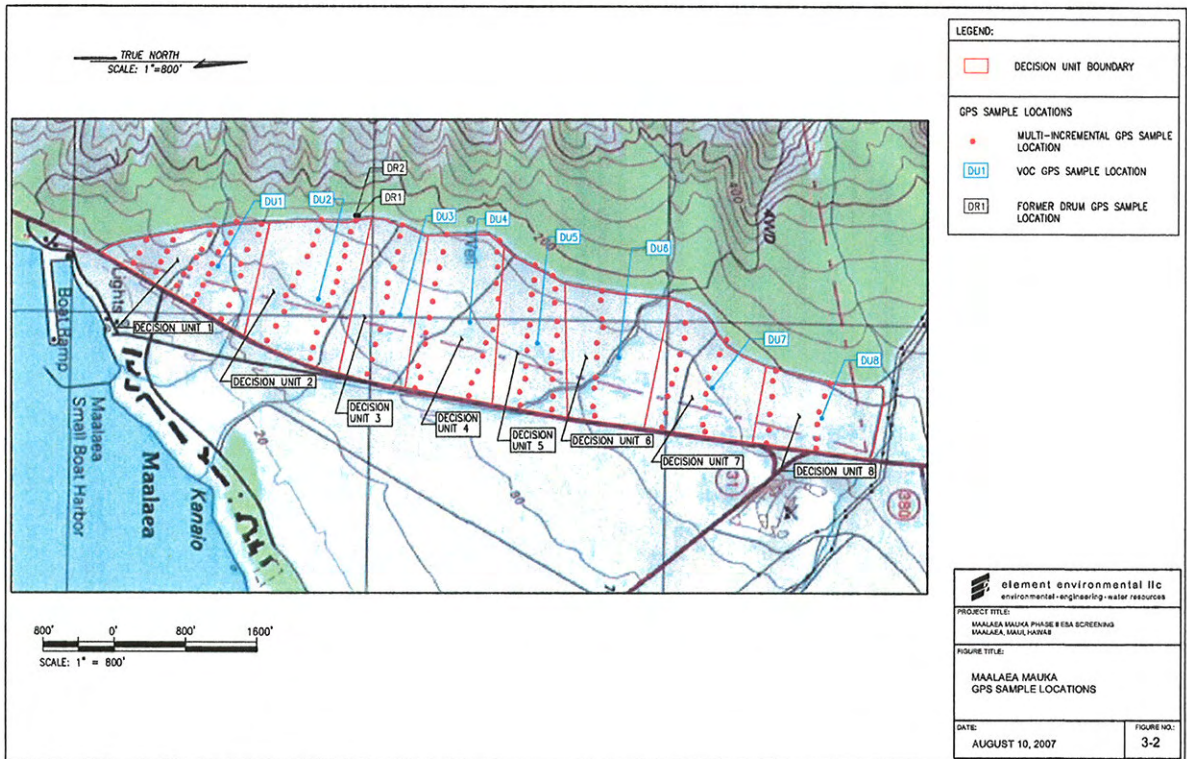 TRUE NORTH
SCALE: 1"=800'
LEGEND:
DECISION UNIT BOUNDARY
GPS SAMPLE LOCATIONS
MULTI-INCREMENTAL GPS SAMPLE
LOCATION
DU1
VOC GPS SAMPLE LOCATION
DR1
FORMER DRUM GPS SAMPLE
LOCATION
DR2
DR1
DU1
DU2
DU3
DU4
DU5
DU6
DU7
DU8
Well
200
400
DECISION UNIT 1
DECISION UNIT 2
DECISION
UNIT 3
DECISION
UNIT 4
DECISION
UNIT 5
DECISION UNIT 6
DECISION UNIT 7
DECISION UNIT 8
Lights
Boat Ramp
Maalaea
Small Boat Harbor
Maalaea
Kanaio
20
80
31
380
800' 0' 800' 1600'
SCALE: 1" = 800'
element environmental llc
environmental-engineering-water resources
PROJECT TITLE:
MAALAEA MAUKA PHASE II ESA SCREENING
MAALAEA, MAUI, HAWAII
FIGURE TITLE:
MAALAEA MAUKA
GPS SAMPLE LOCATIONS
DATE:
AUGUST 10, 2007
FIGURE NO.:
3-2